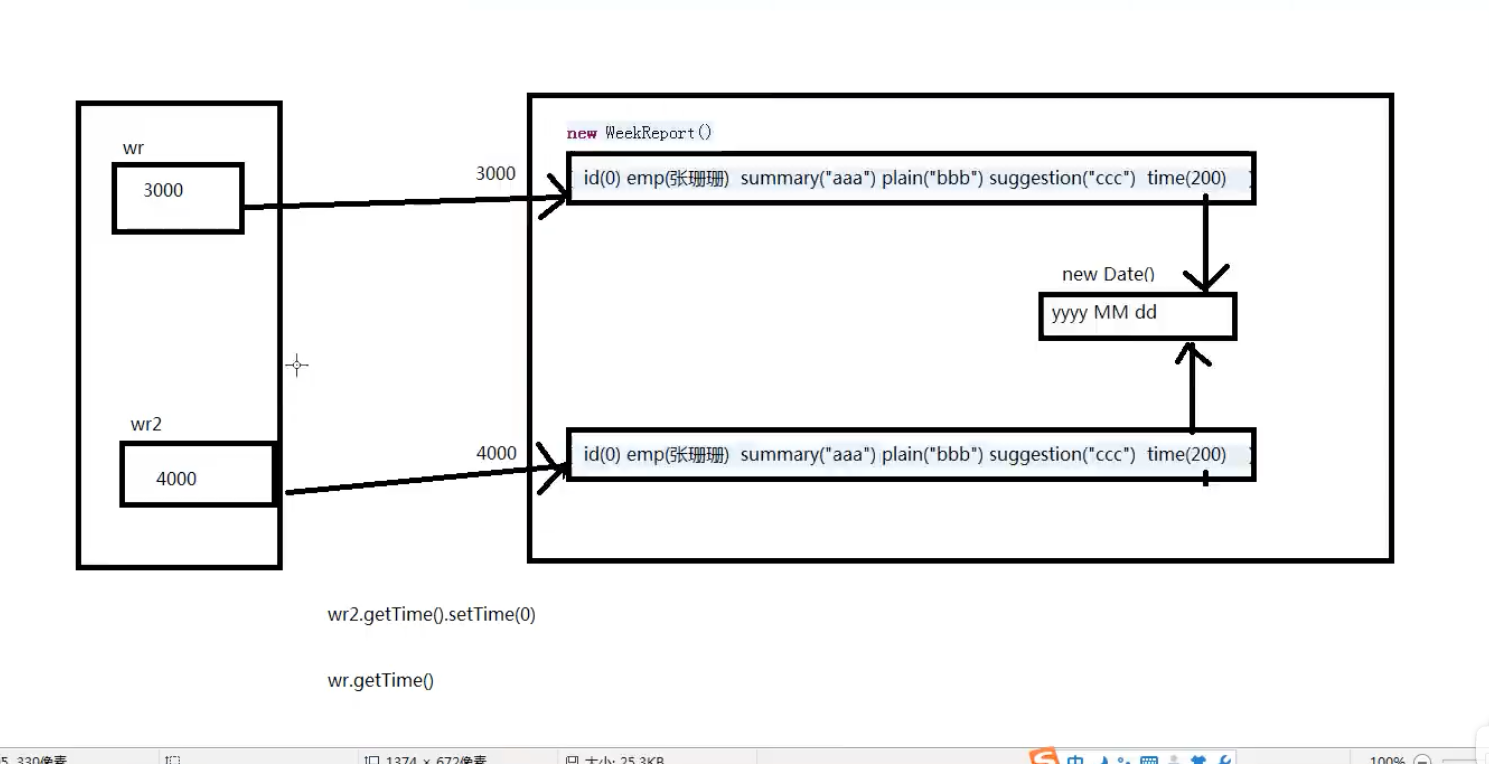 new WeekReport()
wr
3000
3000
id(0) emp(张珊珊) summary("aaa") plain("bbb") suggestion("ccc") time(200)
new Date()
yyyy MM dd
wr2
4000
4000
id(0) emp(张珊珊) summary("aaa") plain("bbb") suggestion("ccc") time(200)
wr2.getTime().setTime(0)
wr.getTime()
330像素
1374 × 672像素
大小: 25.3KB
中
100%